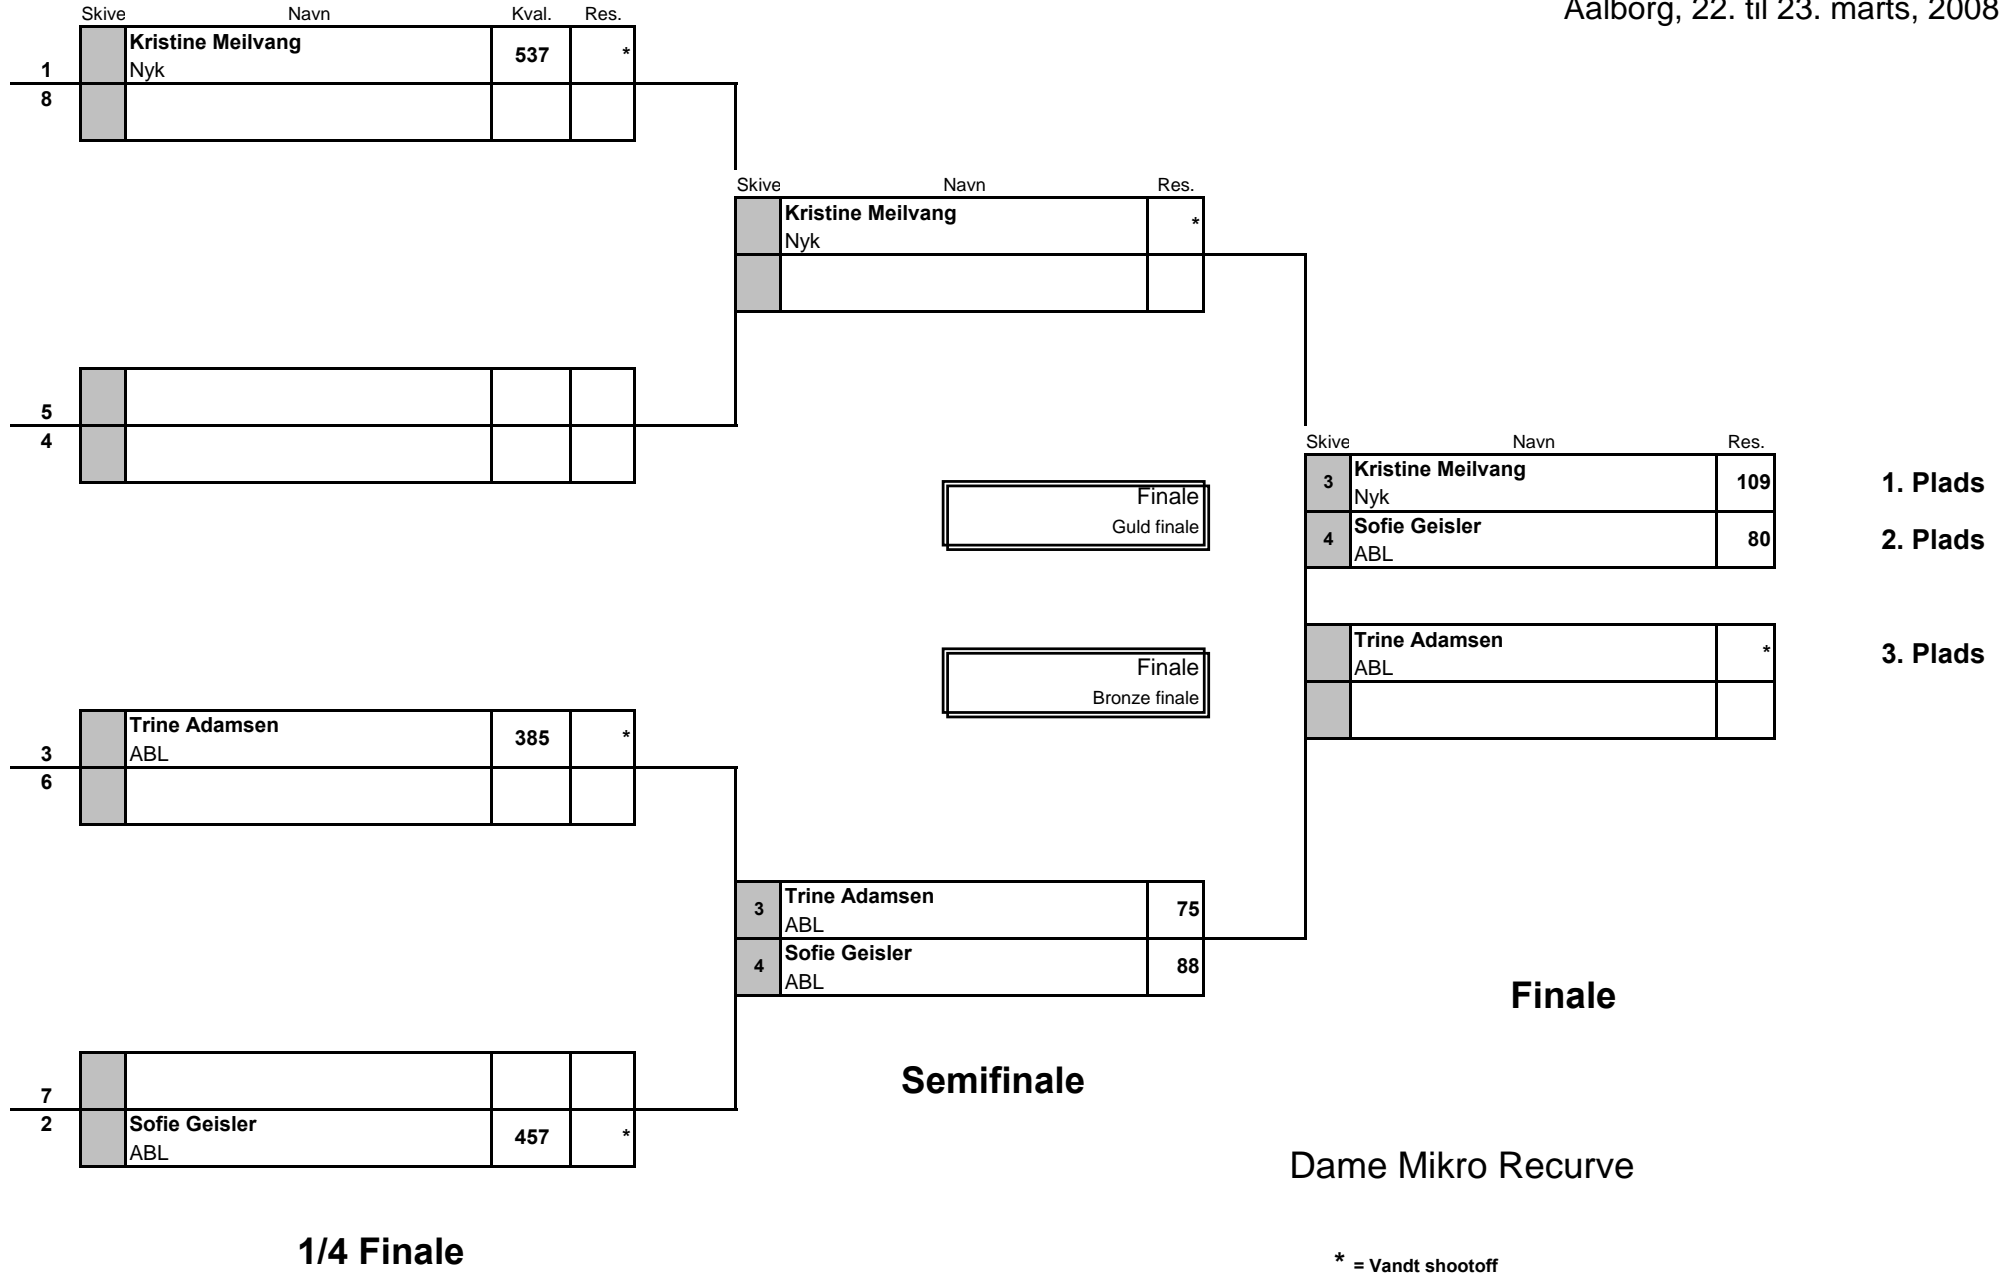 Aalborg, 22. til 23. marts, 2008
Skive Navn Kval. Res.
Kristine Meilvang 537 *
1 Nyk
8
Skive Navn Res.
Kristine Meilvang *
Nyk
5
4
Skive Navn Res.
3 Kristine Meilvang 109 1. Plads
Nyk
4 Sofie Geisler 80 2. Plads
ABL
Finale
Guld finale
Trine Adamsen * 3. Plads
ABL
Finale
Bronze finale
Trine Adamsen 385 *
3 ABL
6
3 Trine Adamsen 75
ABL
4 Sofie Geisler 88
ABL
Finale
Semifinale
7
2 Sofie Geisler 457 *
ABL
Dame Mikro Recurve
1/4 Finale
* = Vandt shootoff